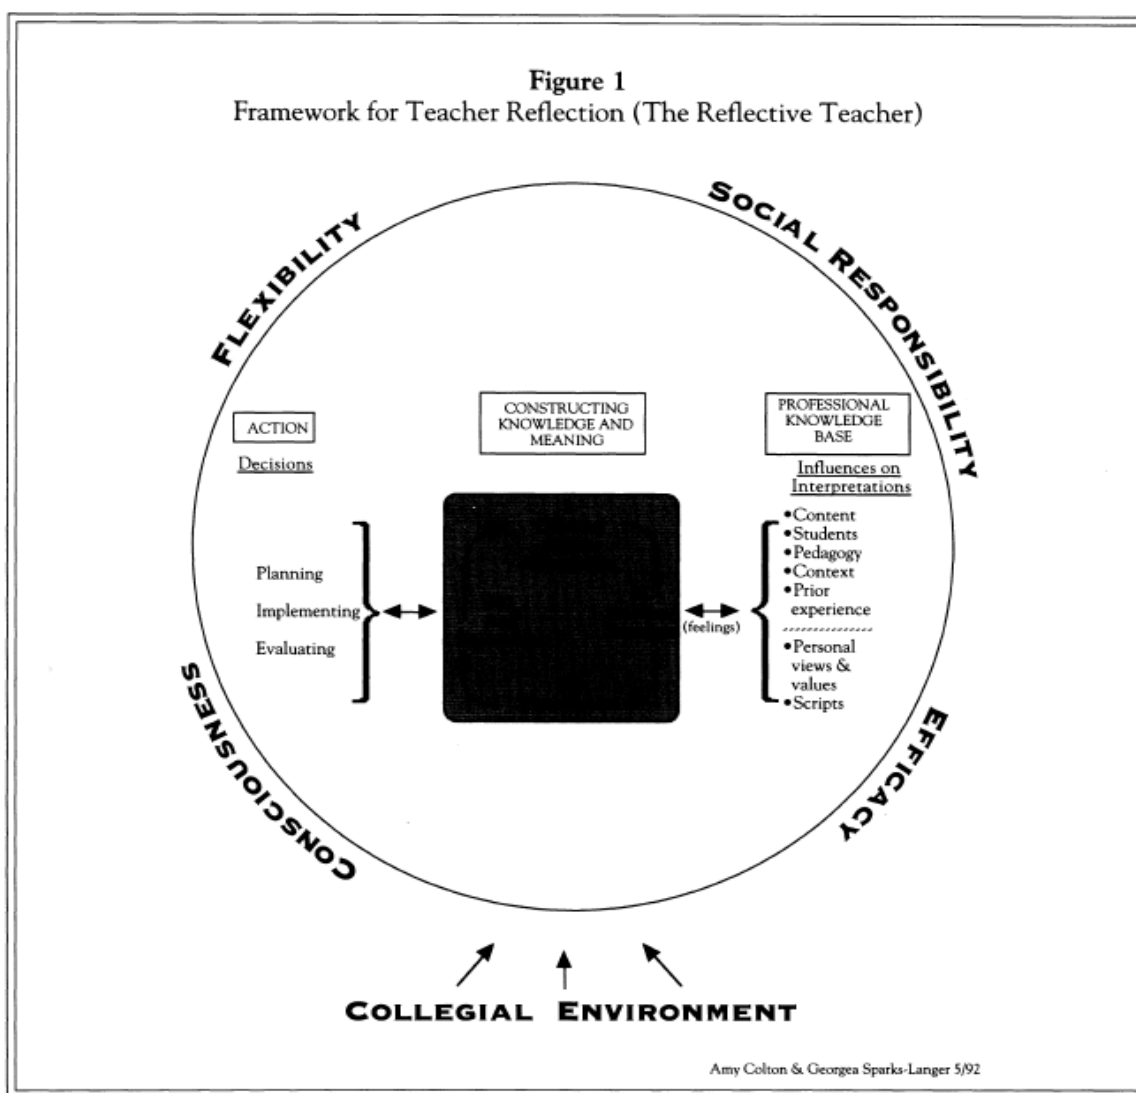 Figure 1
Framework for Teacher Reflection (The Reflective Teacher)
FLEXIBILITY
SOCIAL RESPONSIBILITY
ACTION
Decisions
Planning
Implementing
Evaluating
CONSTRUCTING
KNOWLEDGE AND
MEANING
(feelings)
PROFESSIONAL
KNOWLEDGE
BASE
Influences on
Interpretations
•Content
•Students
•Pedagogy
•Context
•Prior
experience
•Personal
views &
values
•Scripts
CONSCIOUSNESS
EFFICACY
COLLEGIAL ENVIRONMENT
Amy Colton & Georgea Sparks-Langer 5/92